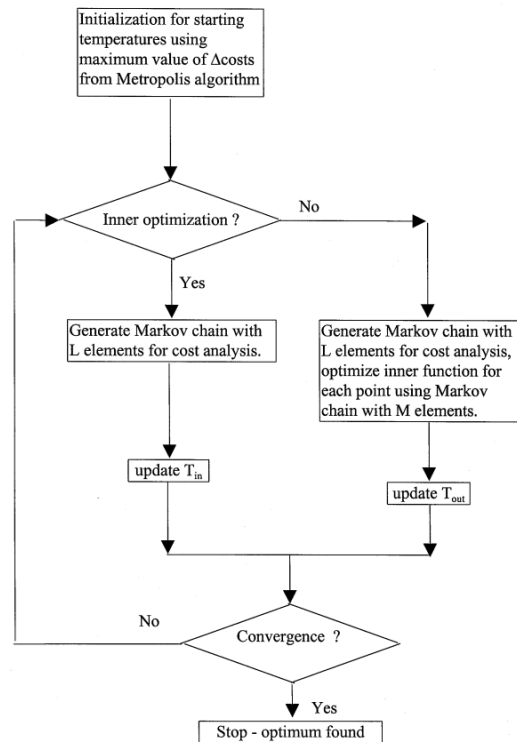 Initialization for starting
temperatures using
maximum value of Δcosts
from Metropolis algorithm
Inner optimization ?
No
Yes
Generate Markov chain with
L elements for cost analysis.
Generate Markov chain with
L elements for cost analysis,
optimize inner function for
each point using Markov
chain with M elements.
update Tin
update Tout
No
Convergence ?
Yes
Stop - optimum found